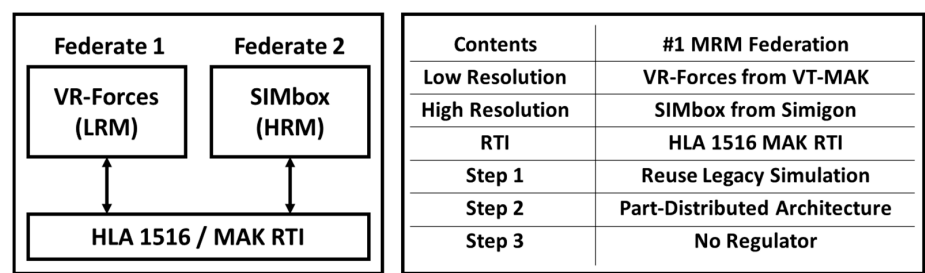 Federate 1 Federate 2
VR-Forces SIMbox
(LRM) (HRM)
HLA 1516 / MAK RTI
Contents #1 MRM Federation
Low Resolution VR-Forces from VT-MAK
High Resolution SIMbox from Simigon
RTI HLA 1516 MAK RTI
Step 1 Reuse Legacy Simulation
Step 2 Part-Distributed Architecture
Step 3 No Regulator